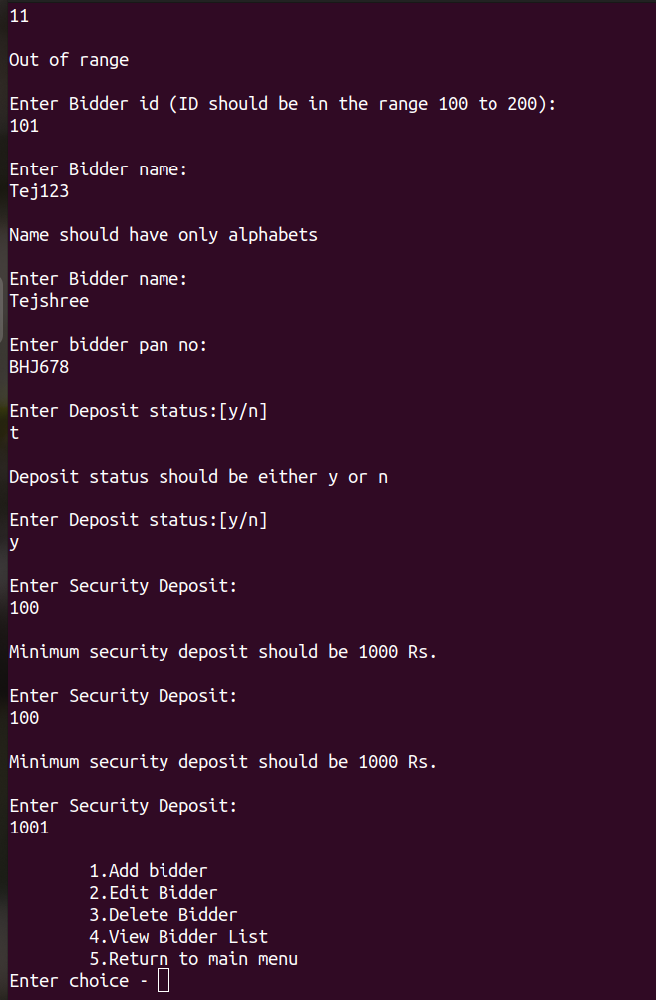 11
Out of range
Enter Bidder id (ID should be in the range 100 to 200):
101
Enter Bidder name:
Tej123
Name should have only alphabets
Enter Bidder name:
Tejshree
Enter bidder pan no:
BHJ678
Enter Deposit status:[y/n]
t
Deposit status should be either y or n
Enter Deposit status:[y/n]
y
Enter Security Deposit:
100
Minimum security deposit should be 1000 Rs.
Enter Security Deposit:
100
Minimum security deposit should be 1000 Rs.
Enter Security Deposit:
1001
1.Add bidder
2.Edit Bidder
3.Delete Bidder
4.View Bidder List
5.Return to main menu
Enter choice -